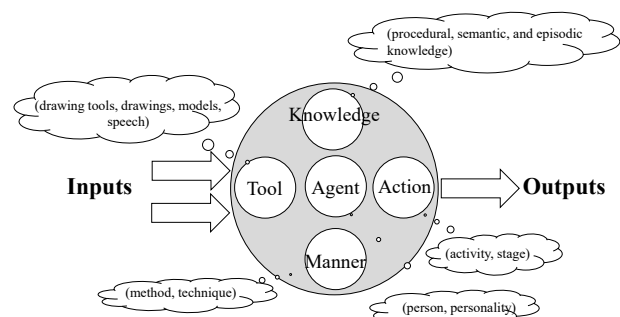 (procedural, semantic, and episodic
knowledge)
(drawing tools, drawings, models,
speech)
Knowledge
Inputs
Tool
Agent
Action
Outputs
Manner
(activity, stage)
(method, technique)
(person, personality)